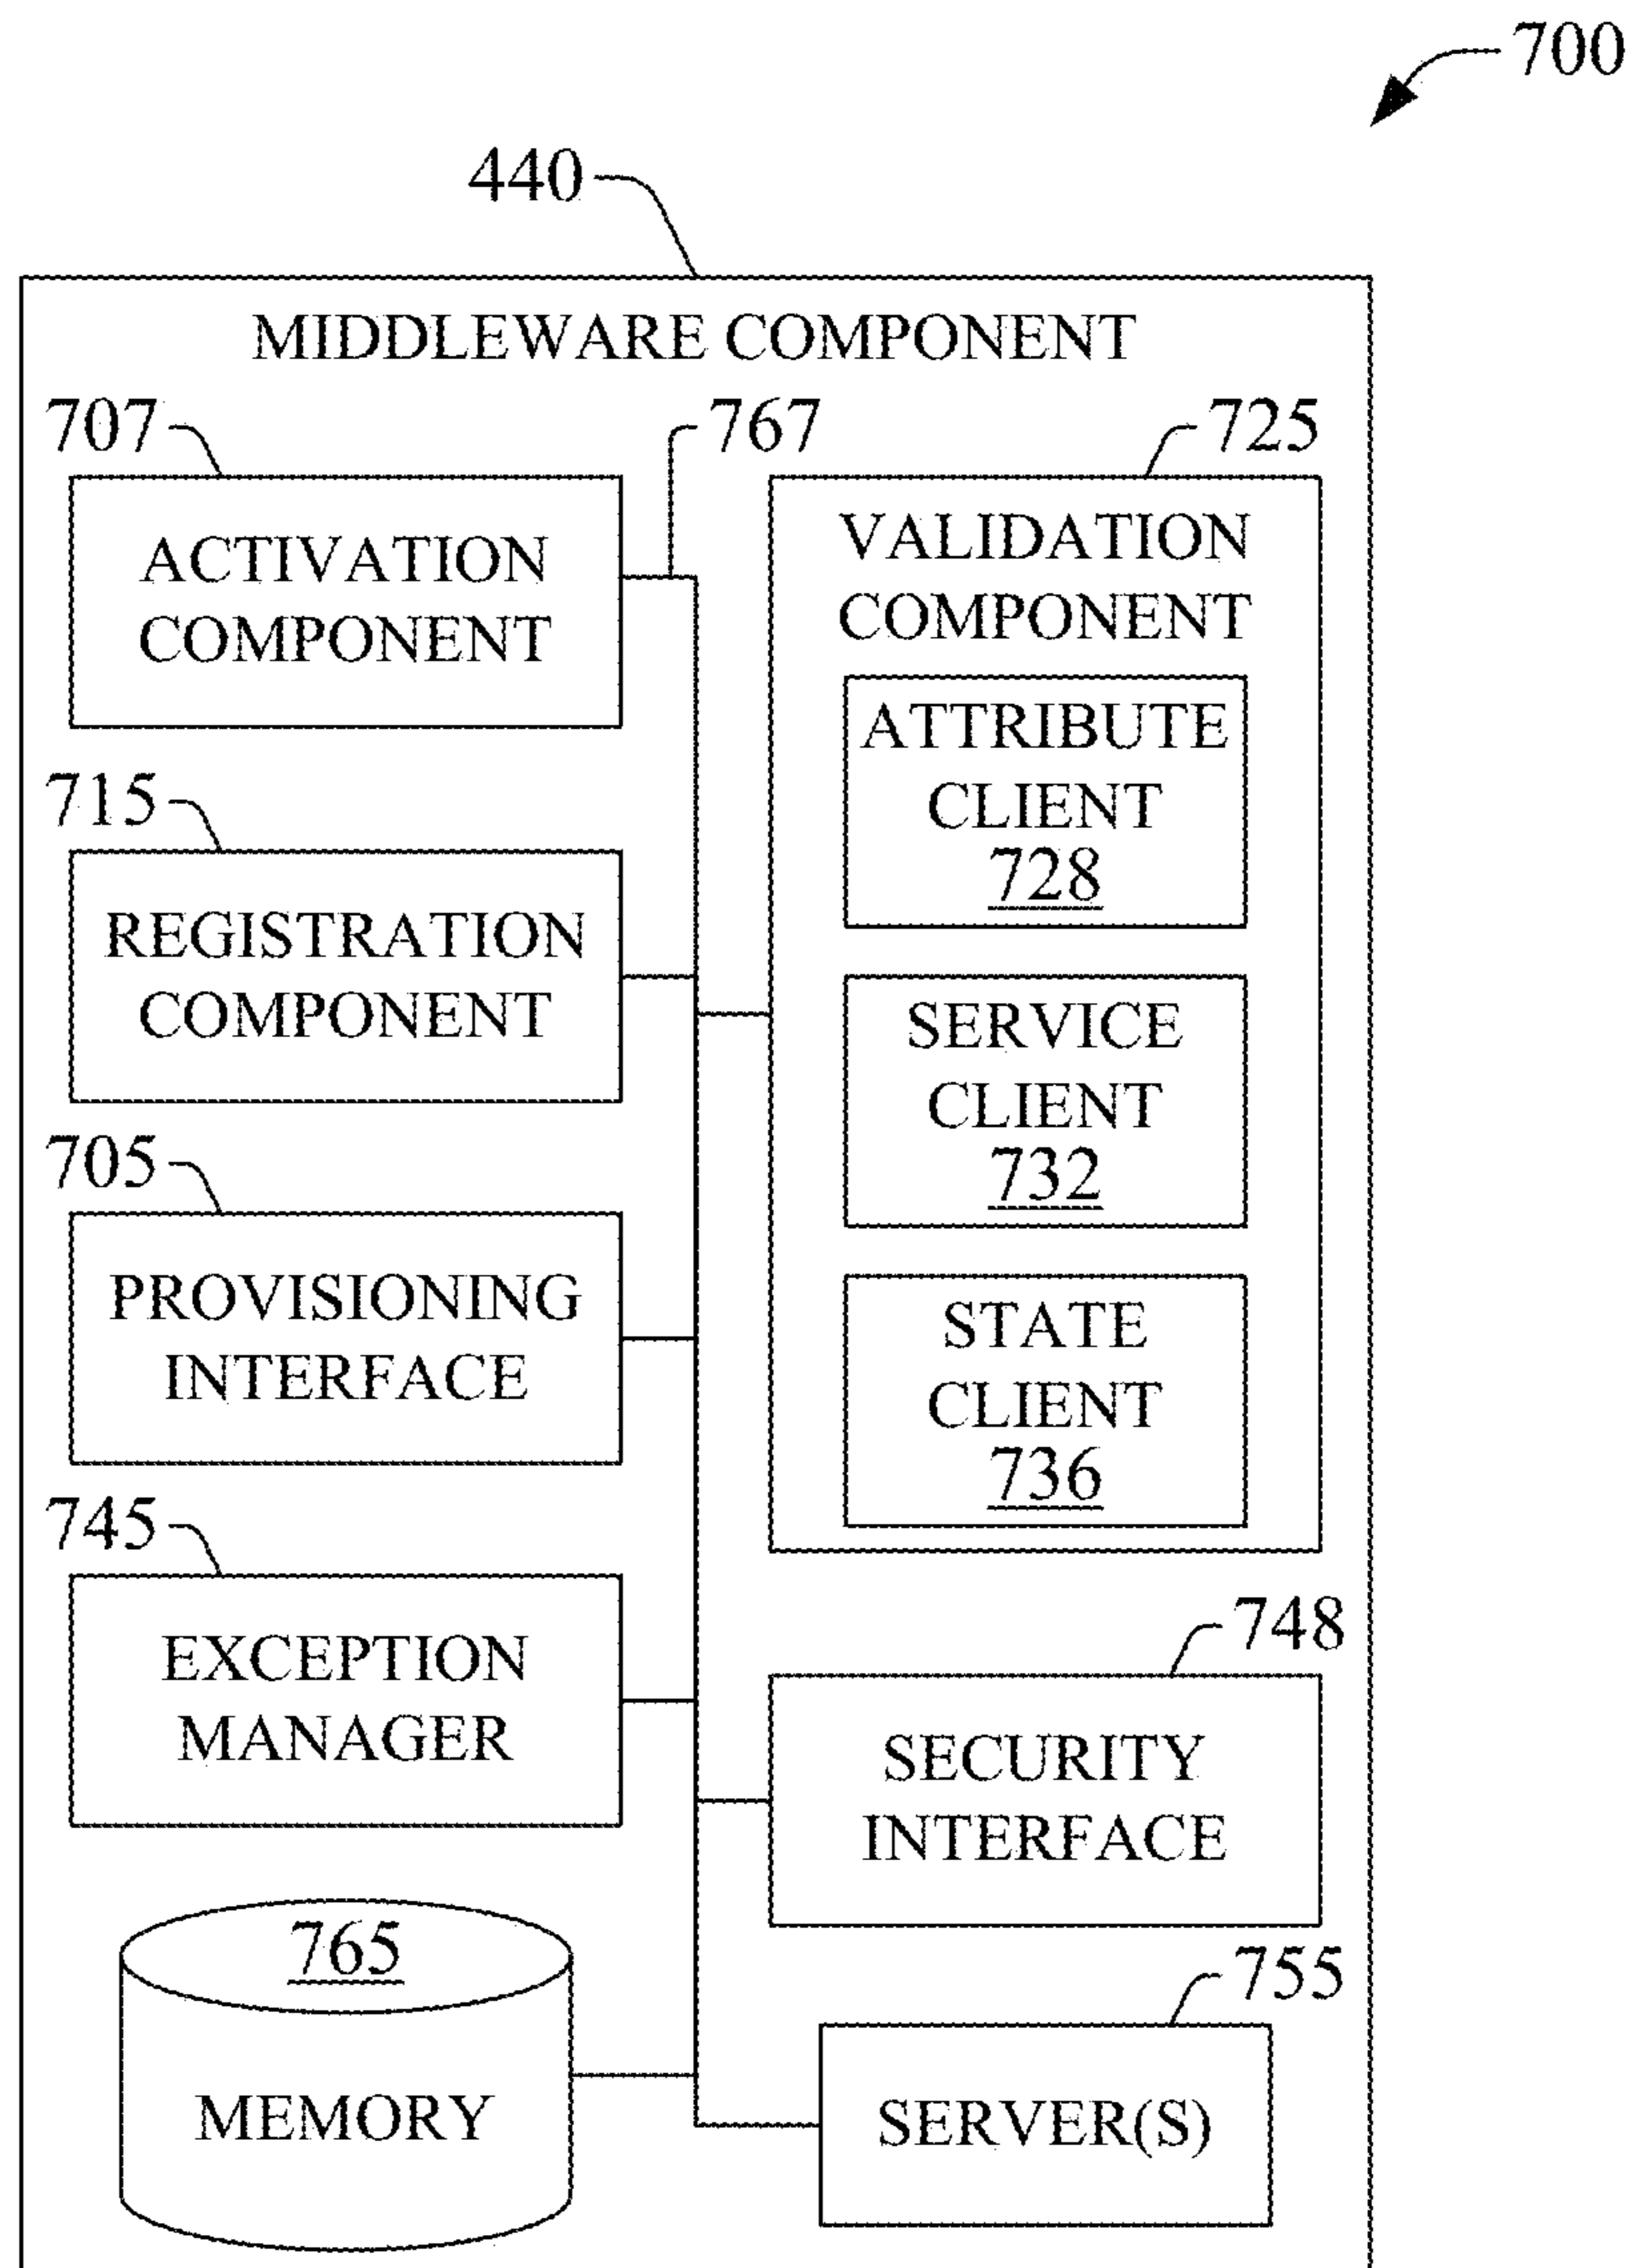 700
440
MIDDLEWARE COMPONENT
707
767
725
ACTIVATION
COMPONENT
VALIDATION
COMPONENT
ATTRIBUTE
CLIENT
728
715
REGISTRATION
COMPONENT
SERVICE
CLIENT
732
705
PROVISIONING
INTERFACE
STATE
CLIENT
736
745
EXCEPTION
MANAGER
748
SECURITY
INTERFACE
765
MEMORY
755
SERVER(S)